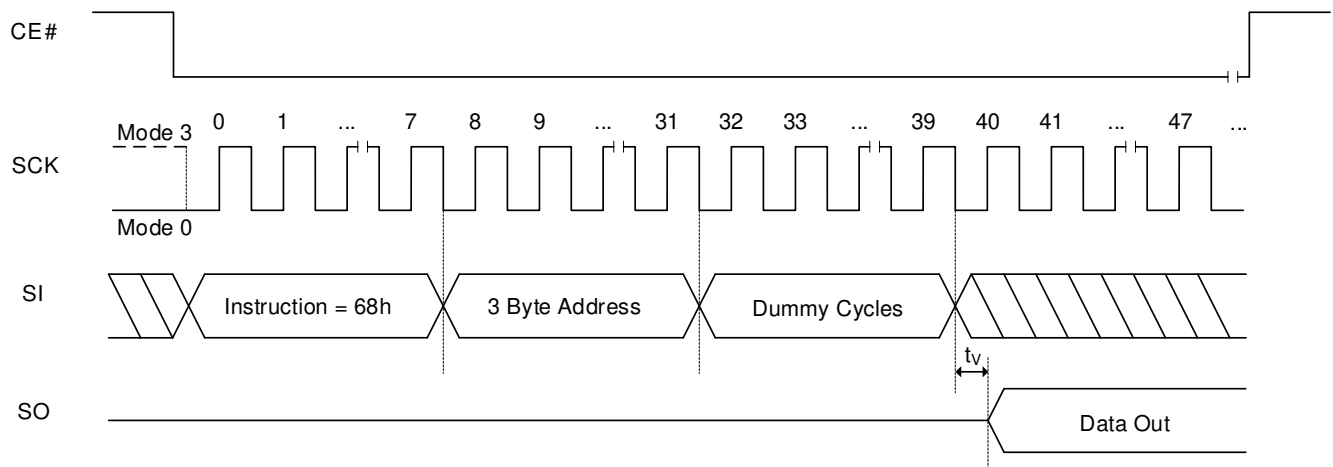 CE#
Mode 3 0 1 ... 7 8 9 ... 31 32 33 ... 39 40 41 ... 47 ...
SCK
Mode 0
SI Instruction = 68h 3 Byte Address Dummy Cycles
tV
SO Data Out